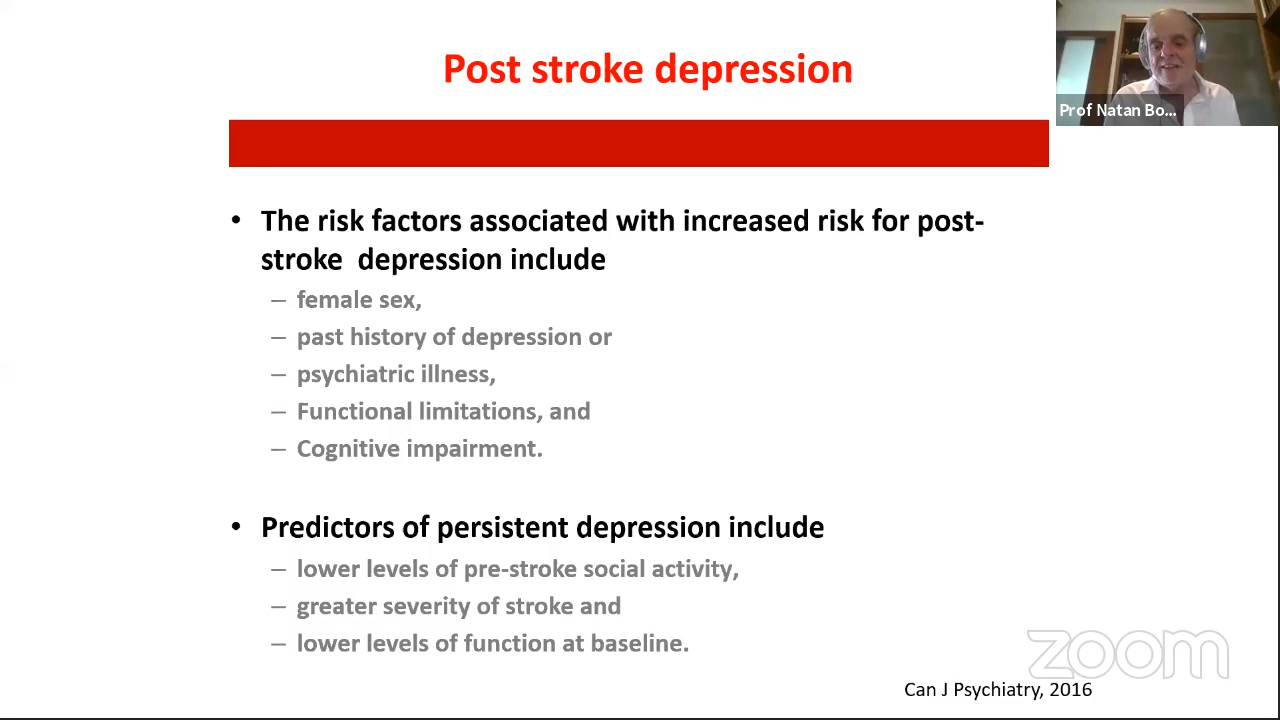 Post stroke depression
Prof Natan Bo...
• The risk factors associated with increased risk for post-
stroke  depression include
– female sex,
– past history of depression or
– psychiatric illness,
– Functional limitations, and
– Cognitive impairment.
• Predictors of persistent depression include
– lower levels of pre-stroke social activity,
– greater severity of stroke and
– lower levels of function at baseline.
zoom
Can J Psychiatry, 2016